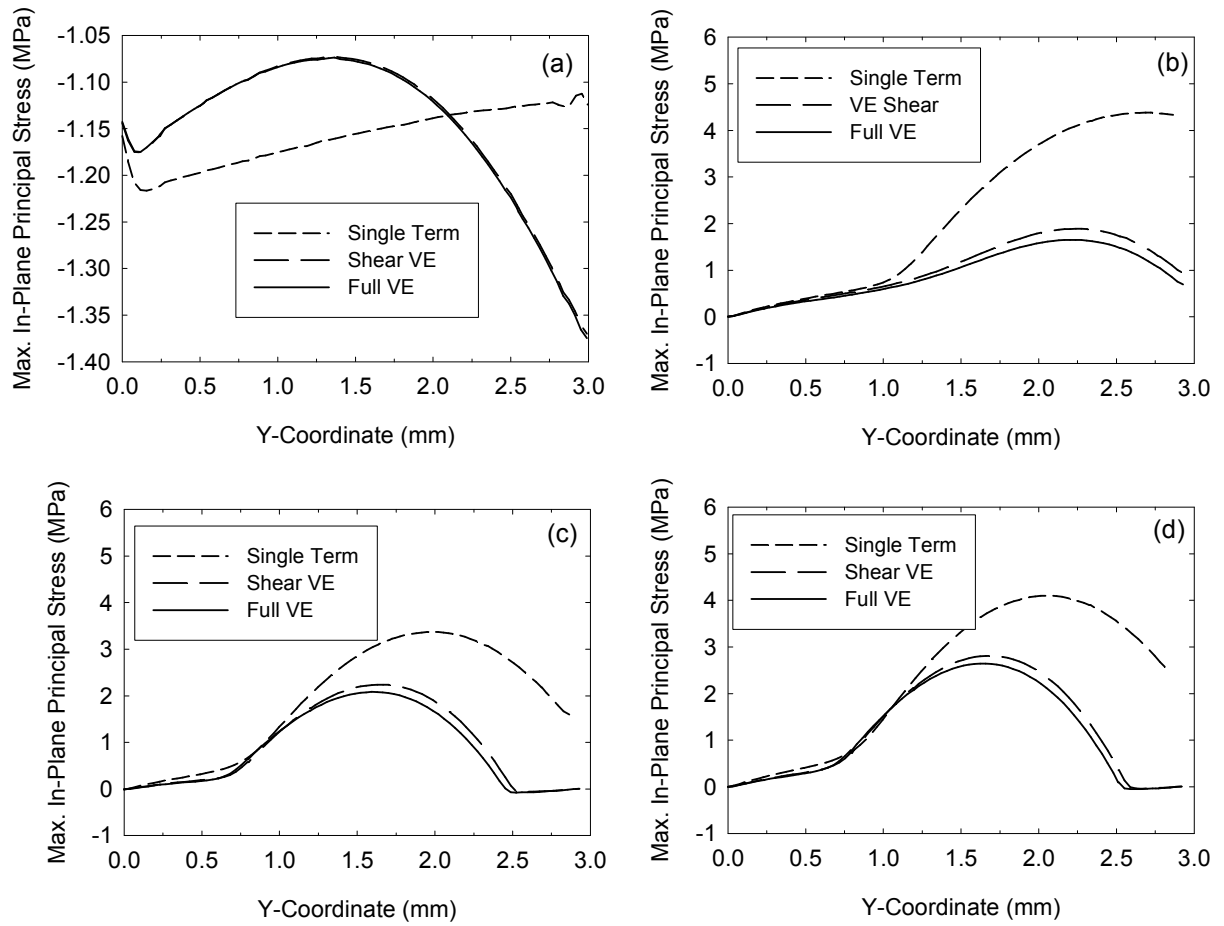 (a)
Max. In-Plane Principal Stress (MPa)
-1.05
-1.10
-1.15
-1.20
-1.25
-1.30
-1.35
-1.40
Single Term
Shear VE
Full VE
0.0 0.5 1.0 1.5 2.0 2.5 3.0
Y-Coordinate (mm)
(b)
Max. In-Plane Principal Stress (MPa)
6
5
4
3
2
1
0
-1
Single Term
VE Shear
Full VE
0.0 0.5 1.0 1.5 2.0 2.5 3.0
Y-Coordinate (mm)
(c)
Max. In-Plane Principal Stress (MPa)
6
5
4
3
2
1
0
-1
Single Term
Shear VE
Full VE
0.0 0.5 1.0 1.5 2.0 2.5 3.0
Y-Coordinate (mm)
(d)
Max. In-Plane Principal Stress (MPa)
6
5
4
3
2
1
0
-1
Single Term
Shear VE
Full VE
0.0 0.5 1.0 1.5 2.0 2.5 3.0
Y-Coordinate (mm)